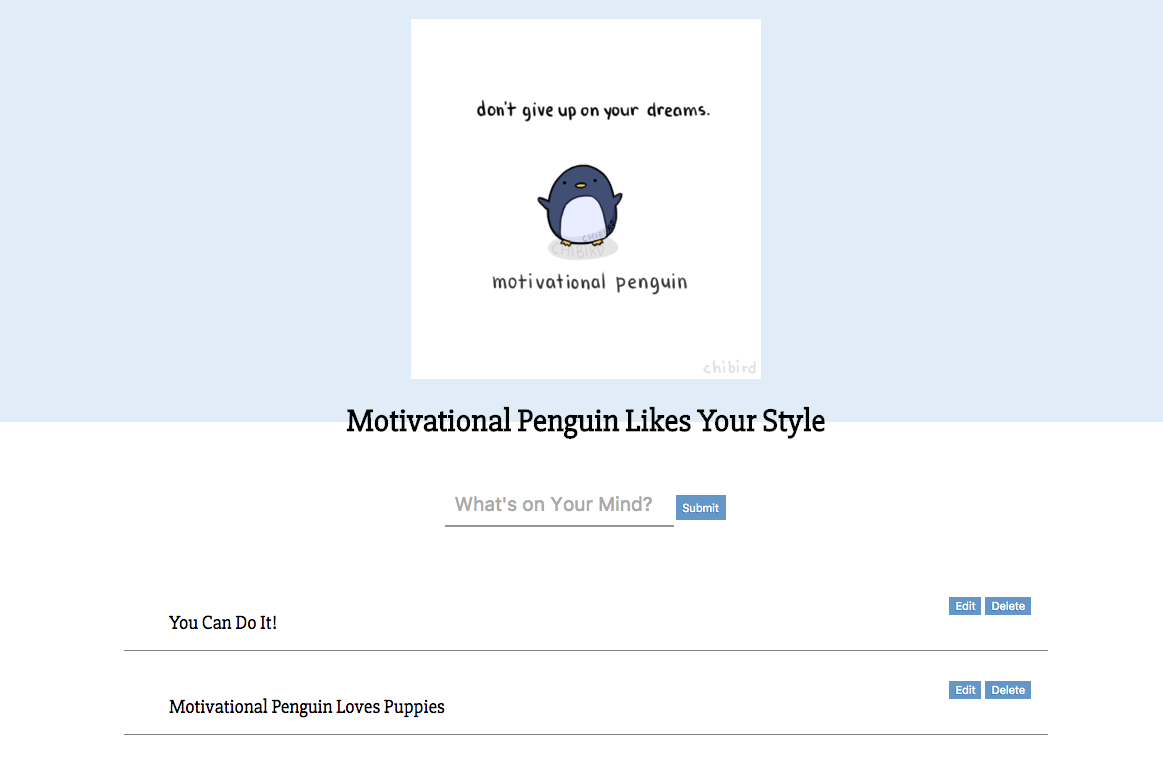 don't give up on your dreams.
CHIBIRD
CHIBIRD
motivational penguin
chibird
Motivational Penguin Likes Your Style
What's on Your Mind? Submit
Edit Delete
You Can Do It!
Edit Delete
Motivational Penguin Loves Puppies